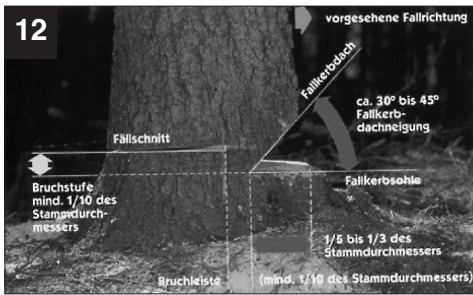 12
vorgesehene Fallrichtung
Fallkerbdach
ca. 30° bis 45°
Fallkerb-
dachneigung
Fällschnitt
Bruchstufe
mind. 1/10 des
Stammdurch-
messers
Fallkerbsohle
1/5 bis 1/3 des
Stammdurchmessers
Bruchleiste
(mind. 1/10 des Stammdurchmessers)